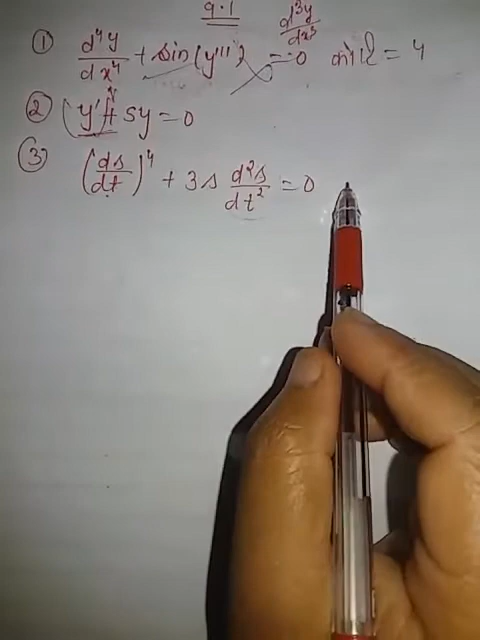 9.1
d³y/dx³
① d⁴y/dx⁴ + sin(y''') = 0 कोटि = 4
② y' + 5y = 0
③ (ds/dt)⁴ + 3s d²s/dt² = 0